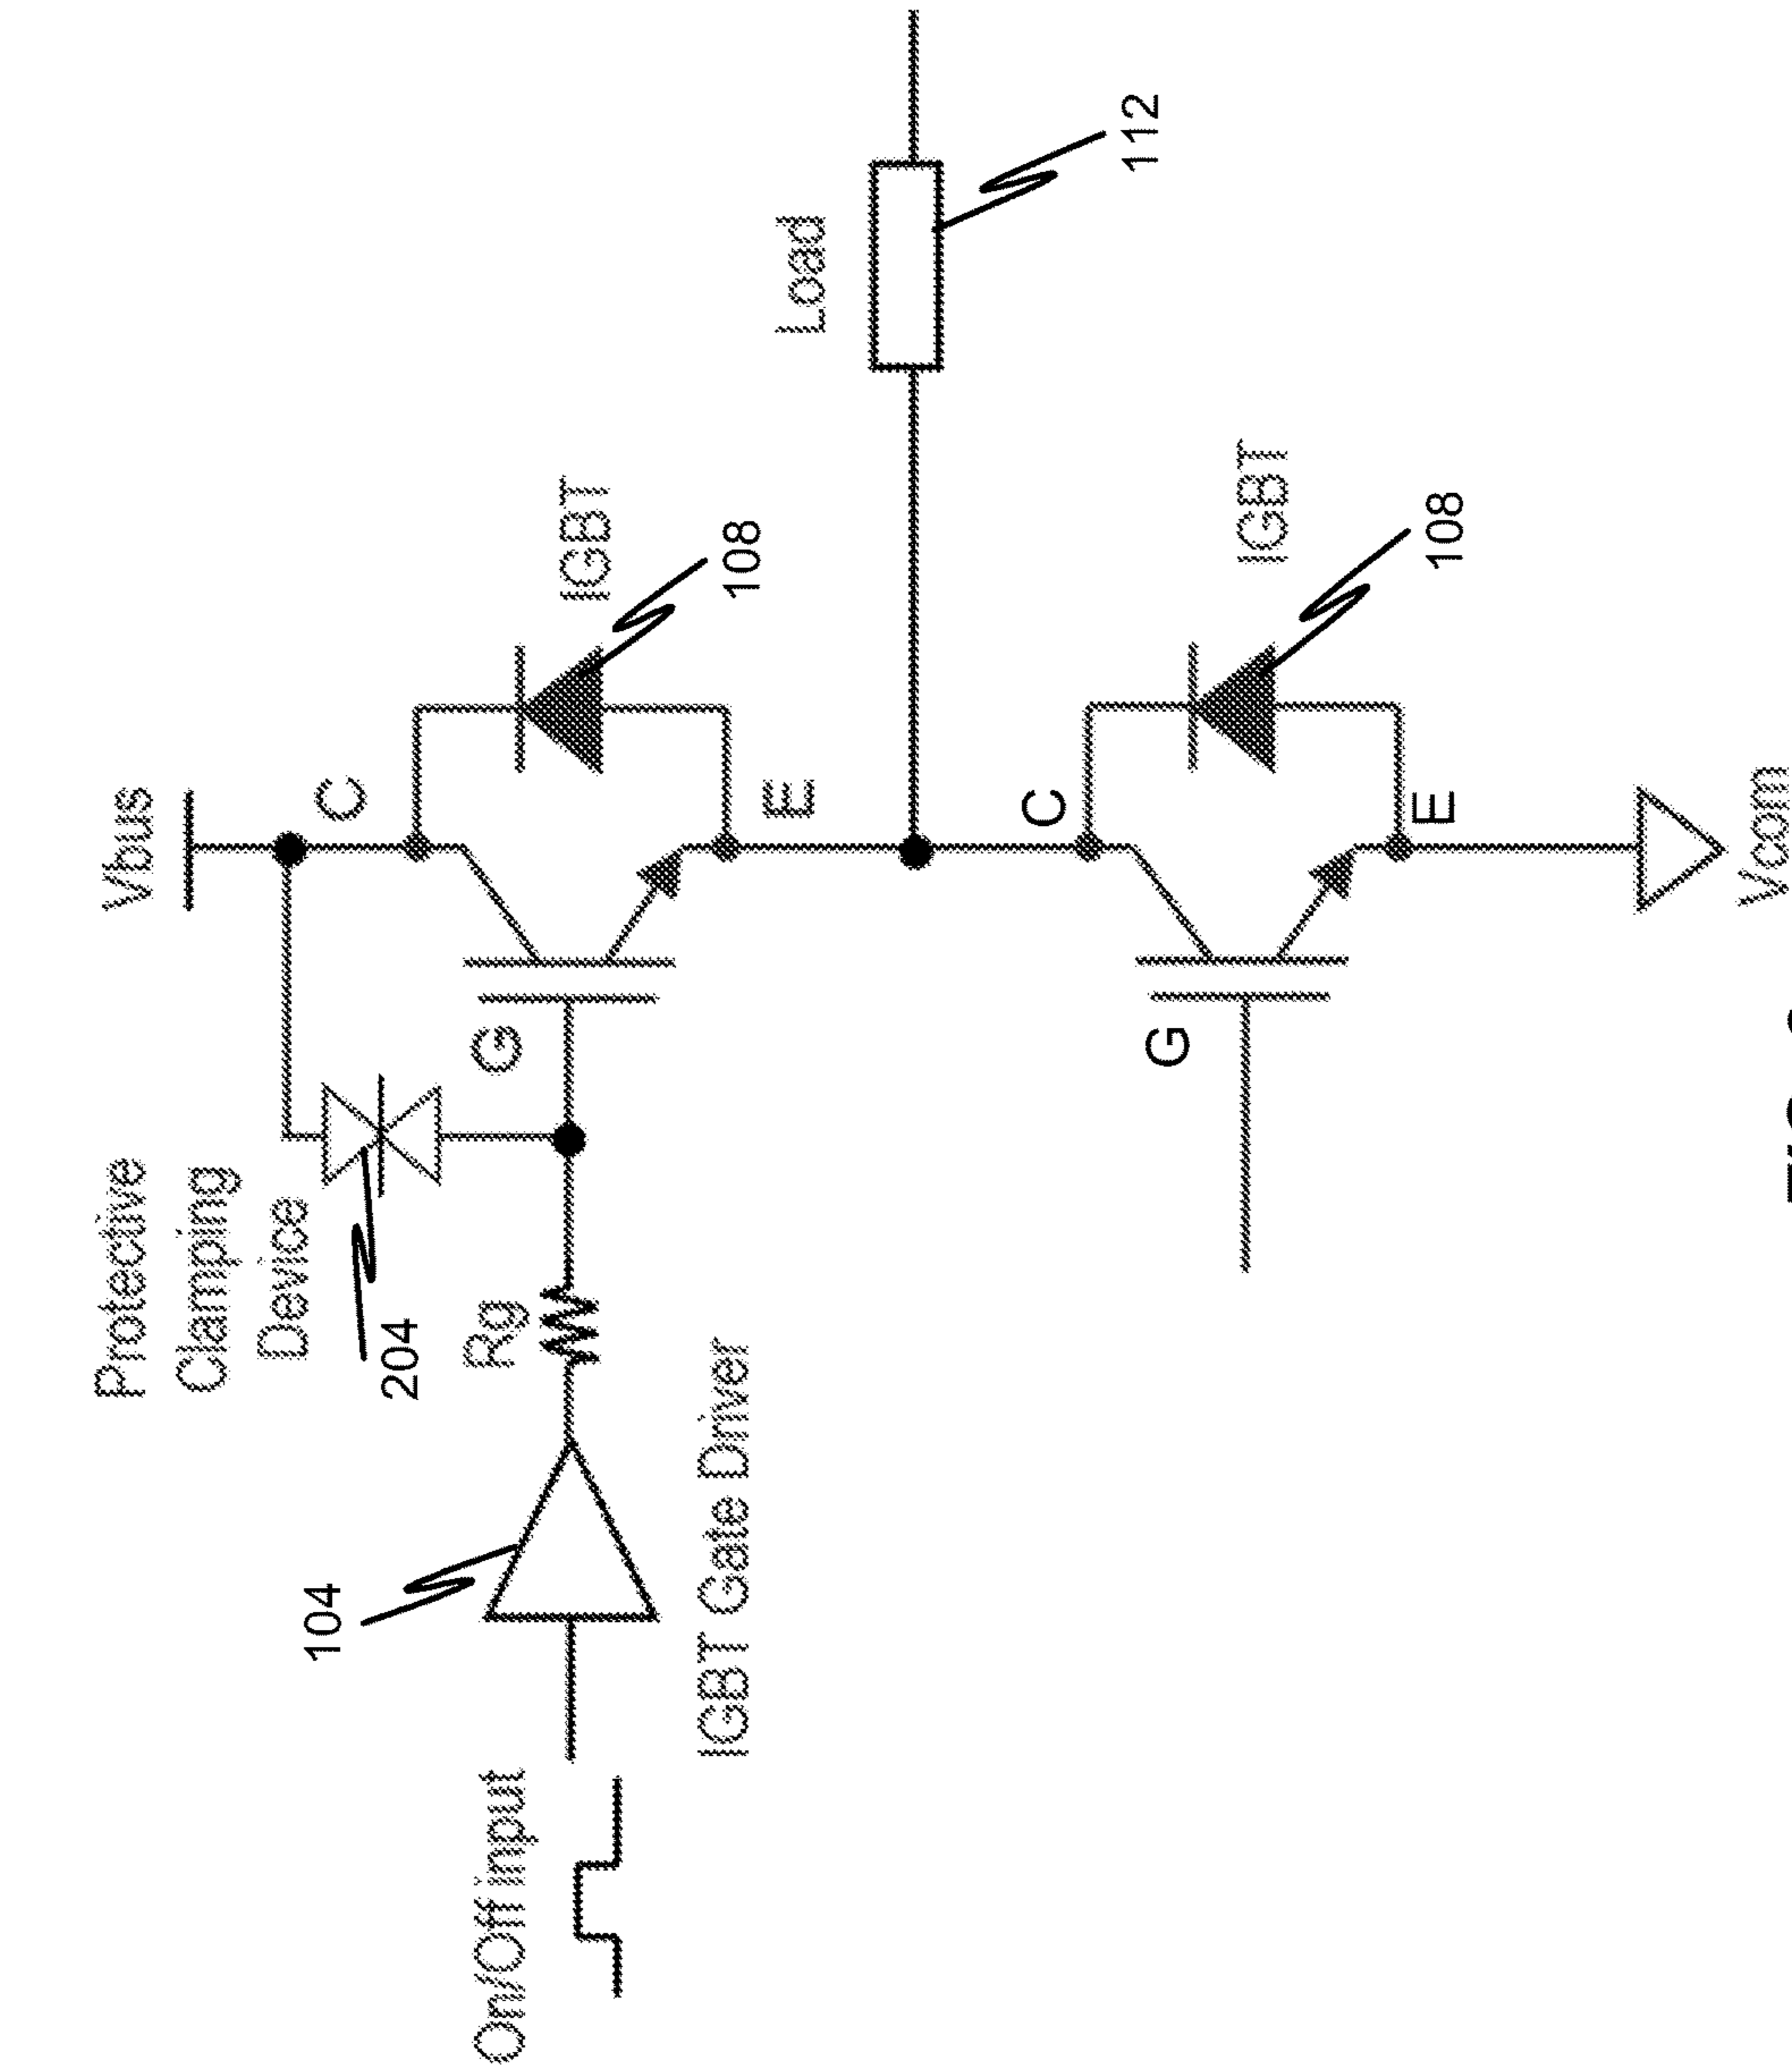 Protective
Clamping
Device
204
Vbus
C
On/Off input
104
Rg
G
IGBT
108
IGBT Gate Driver
E
Load
112
C
G
IGBT
108
E
Vcom